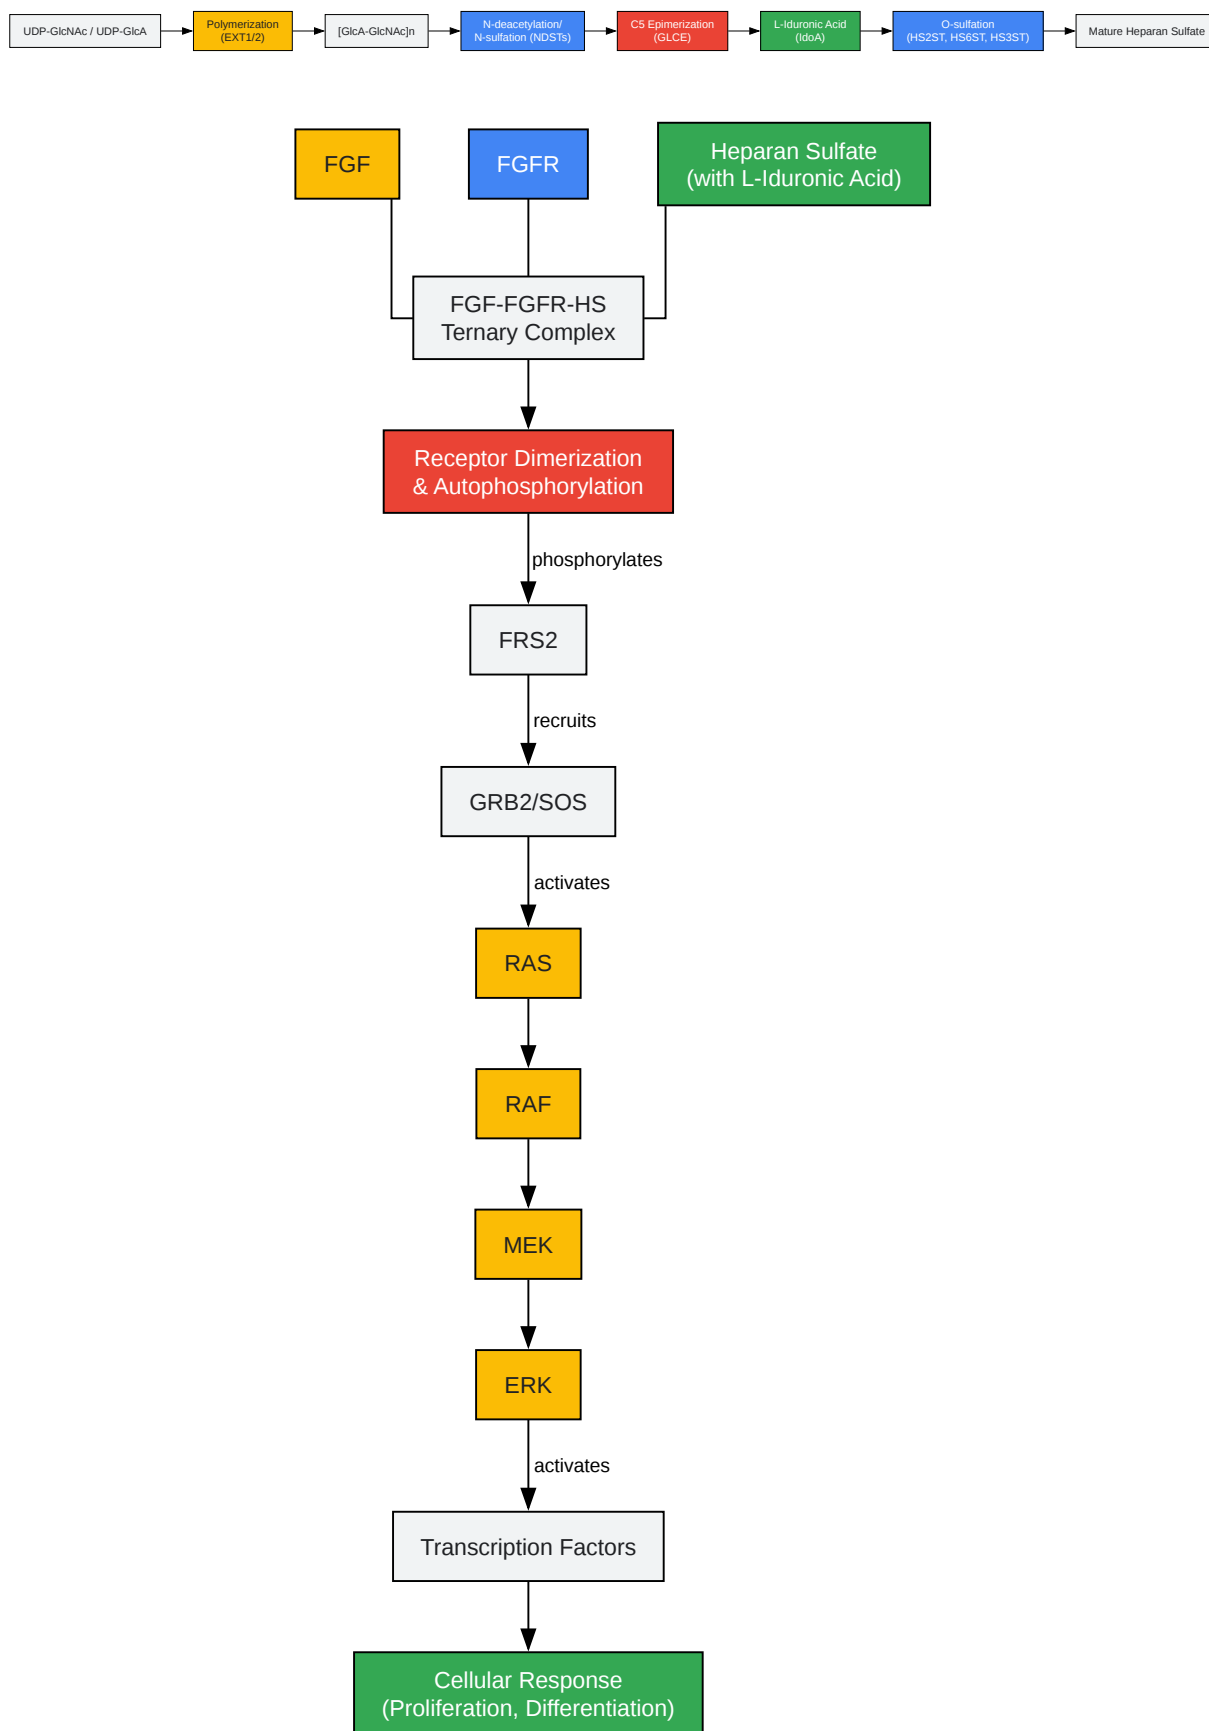 UDP-GlcNAc / UDP-GlcA
Polymerization
(EXT1/2)
[GlcA-GlcNAc]n
N-deacetylation/
N-sulfation (NDSTs)
C5 Epimerization
(GLCE)
L-Iduronic Acid
(IdoA)
O-sulfation
(HS2ST, HS6ST, HS3ST)
Mature Heparan Sulfate
FGF
FGFR
Heparan Sulfate
(with L-Iduronic Acid)
FGF-FGFR-HS
Ternary Complex
Receptor Dimerization
& Autophosphorylation
phosphorylates
FRS2
recruits
GRB2/SOS
activates
RAS
RAF
MEK
ERK
activates
Transcription Factors
Cellular Response
(Proliferation, Differentiation)